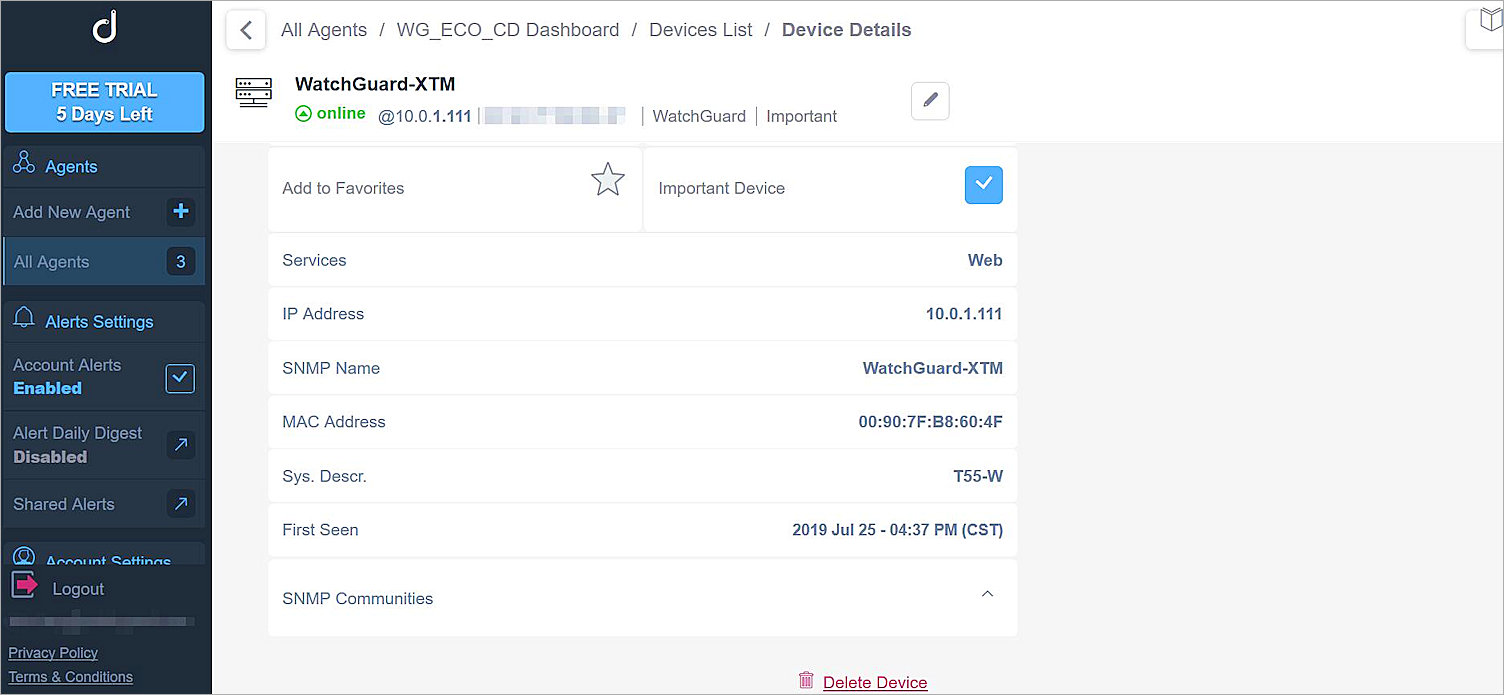 All Agents / WG_ECO_CD Dashboard / Devices List / Device Details
FREE TRIAL
5 Days Left
Agents
Add New Agent +
All Agents 3
Alerts Settings
Account Alerts
Enabled
Alert Daily Digest
Disabled
Shared Alerts
Account Settings
Logout
Privacy Policy
Terms & Conditions
WatchGuard-XTM
online @10.0.1.111 | | WatchGuard | Important
Add to Favorites
Important Device
Services Web
IP Address 10.0.1.111
SNMP Name WatchGuard-XTM
MAC Address 00:90:7F:B8:60:4F
Sys. Descr. T55-W
First Seen 2019 Jul 25 - 04:37 PM (CST)
SNMP Communities
Delete Device